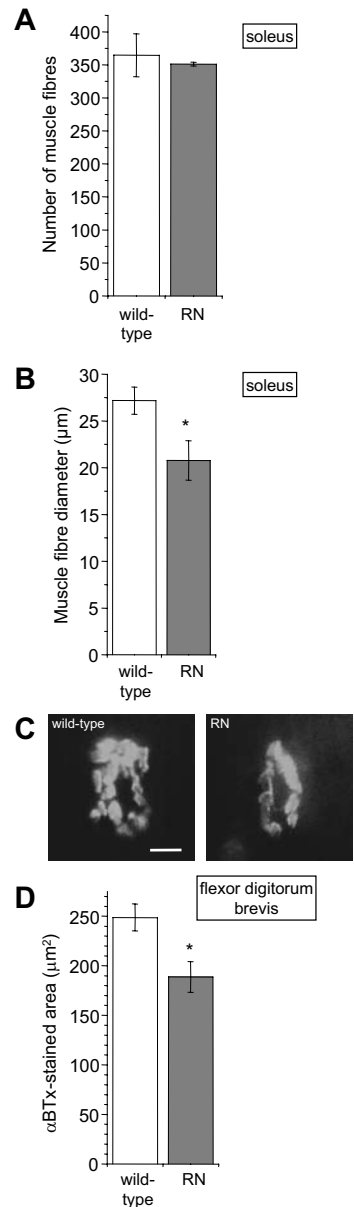 A
soleus
Number of muscle fibres
450
400
350
300
250
200
150
100
50
0
wild-
type
RN
B
soleus
Muscle fibre diameter (µm)
30
25
20
15
10
5
0
*
wild-
type
RN
C
wild-type
RN
D
flexor digitorum
brevis
αBTx-stained area (µm²)
250
200
150
100
50
0
*
wild-
type
RN